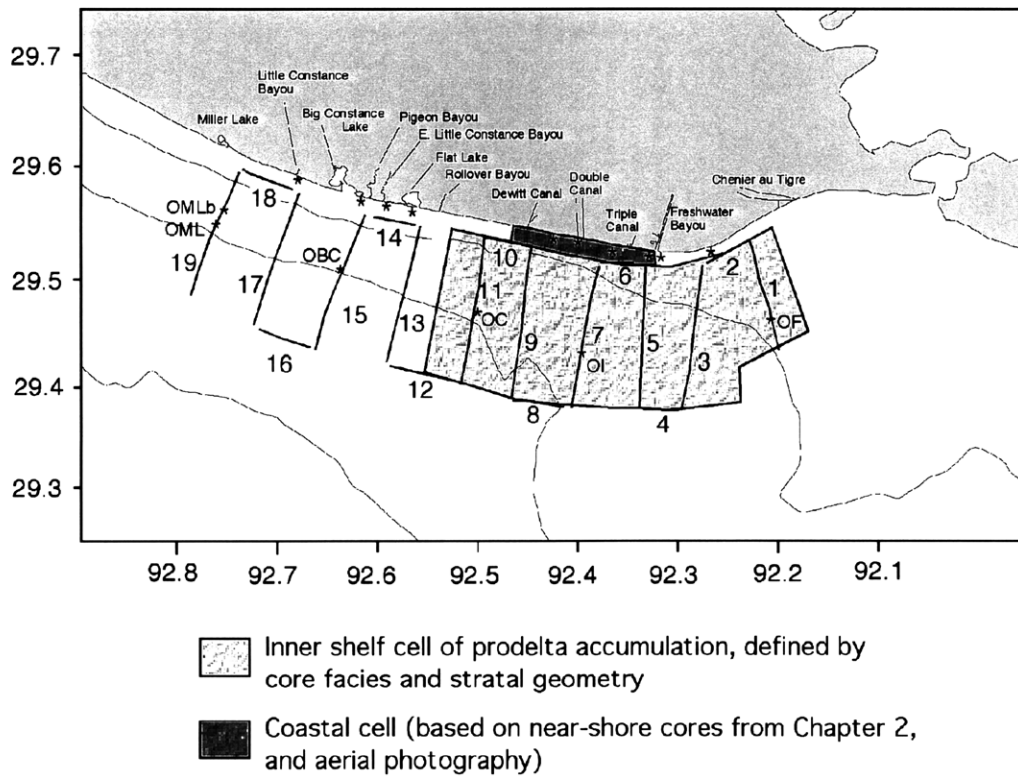 29.7
29.6
29.5
29.4
29.3
92.8
92.7
92.6
92.5
92.4
92.3
92.2
92.1
Little Constance
Bayou
Miller Lake
Big Constance
Lake
Pigeon Bayou
E. Little Constance Bayou
Flat Lake
Rollover Bayou
Dewitt Canal
Double
Canal
Triple
Canal
Freshwater
Bayou
Chenier au Tigre
OMLb
OML
OBC
OC
OI
OF
19
18
17
16
15
14
13
12
11
10
9
8
7
6
5
4
3
2
1
Inner shelf cell of prodelta accumulation, defined by
core facies and stratal geometry
Coastal cell (based on near-shore cores from Chapter 2,
and aerial photography)